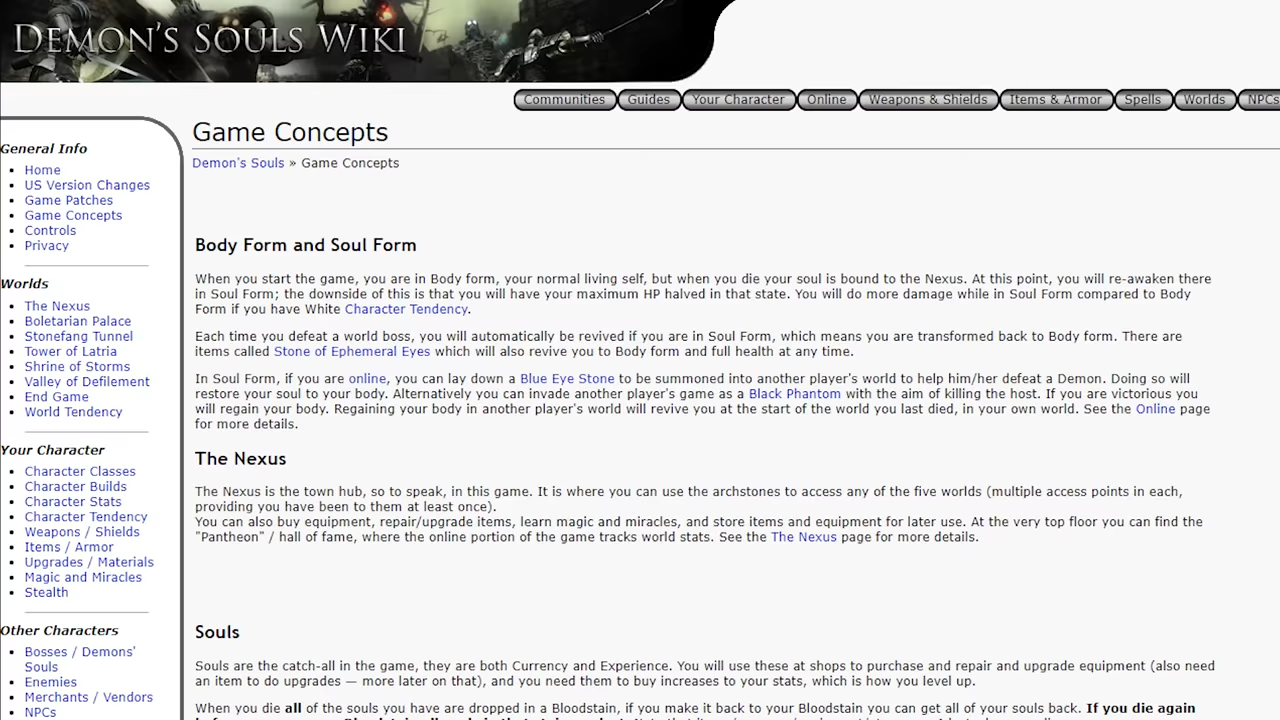 DEMON'S SOULS WIKI
Communities Guides Your Character Online Weapons & Shields Items & Armor Spells Worlds NPCs
General Info
Home
US Version Changes
Game Patches
Game Concepts
Controls
Privacy
Worlds
The Nexus
Boletarian Palace
Stonefang Tunnel
Tower of Latria
Shrine of Storms
Valley of Defilement
End Game
World Tendency
Your Character
Character Classes
Character Builds
Character Stats
Character Tendency
Weapons / Shields
Items / Armor
Upgrades / Materials
Magic and Miracles
Stealth
Other Characters
Bosses / Demons'
Souls
Enemies
Merchants / Vendors
NPCs
Game Concepts
Demon's Souls » Game Concepts
Body Form and Soul Form
When you start the game, you are in Body form, your normal living self, but when you die your soul is bound to the Nexus. At this point, you will re-awaken there
in Soul Form; the downside of this is that you will have your maximum HP halved in that state. You will do more damage while in Soul Form compared to Body
Form if you have White Character Tendency.
Each time you defeat a world boss, you will automatically be revived if you are in Soul Form, which means you are transformed back to Body form. There are
items called Stone of Ephemeral Eyes which will also revive you to Body form and full health at any time.
In Soul Form, if you are online, you can lay down a Blue Eye Stone to be summoned into another player's world to help him/her defeat a Demon. Doing so will
restore your soul to your body. Alternatively you can invade another player's game as a Black Phantom with the aim of killing the host. If you are victorious you
will regain your body. Regaining your body in another player's world will revive you at the start of the world you last died, in your own world. See the Online page
for more details.
The Nexus
The Nexus is the town hub, so to speak, in this game. It is where you can use the archstones to access any of the five worlds (multiple access points in each,
providing you have been to them at least once).
You can also buy equipment, repair/upgrade items, learn magic and miracles, and store items and equipment for later use. At the very top floor you can find the
"Pantheon" / hall of fame, where the online portion of the game tracks world stats. See the The Nexus page for more details.
Souls
Souls are the catch-all in the game, they are both Currency and Experience. You will use these at shops to purchase and repair and upgrade equipment (also need
an item to do upgrades — more later on that), and you need them to buy increases to your stats, which is how you level up.
When you die all of the souls you have are dropped in a Bloodstain, if you make it back to your Bloodstain you can get all of your souls back. If you die again